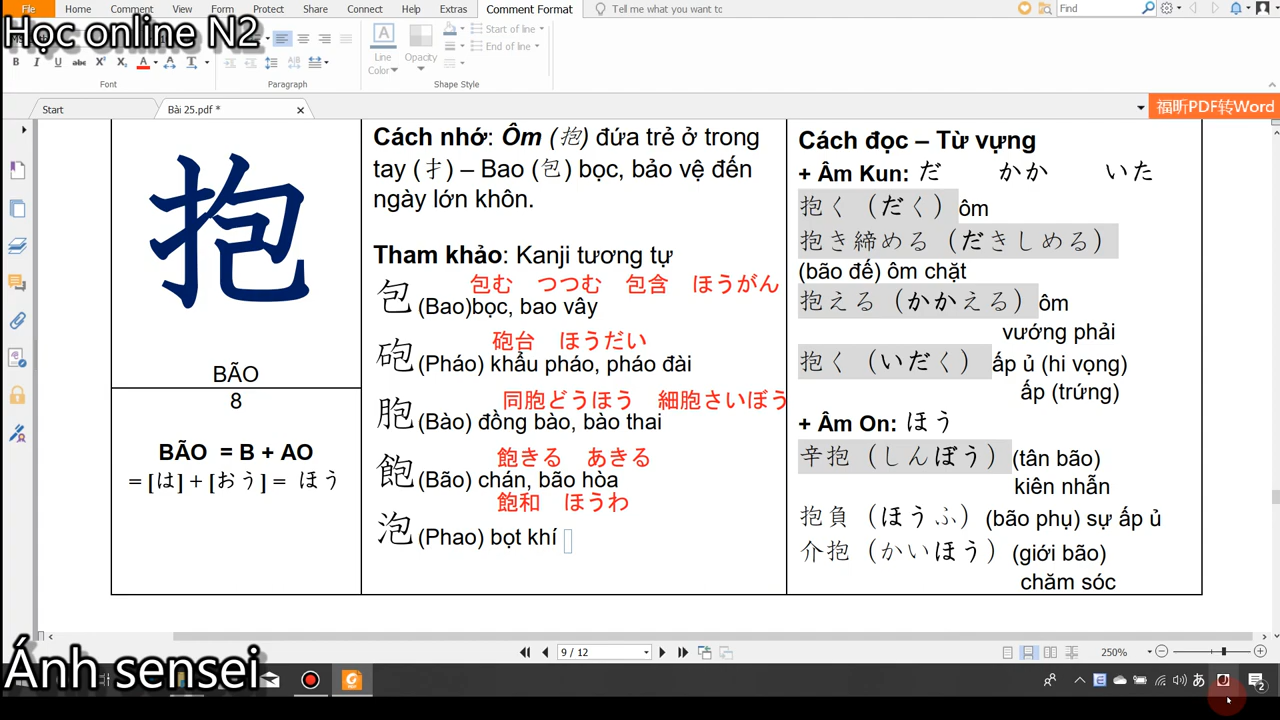 File Home Comment View Form Protect Share Connect Help Extras Comment Format Tell me what you want tc Find
Học online N2
Line Color
Opacity
Start of line
End of line
Font Paragraph Shape Style
Start Bài 25.pdf * 福昕PDF转Word
抱
BÃO
8
BÃO = B + AO
= [は] + [おう] = ほう
Cách nhớ: Ôm (抱) đứa trẻ ở trong
tay (扌) – Bao (包) bọc, bảo vệ đến
ngày lớn khôn.
Tham khảo: Kanji tương tự
包む つつむ 包含 ほうがん
包 (Bao)bọc, bao vây
砲台 ほうだい
砲 (Pháo) khẩu pháo, pháo đài
同胞どうほう 細胞さいぼう
胞 (Bào) đồng bào, bào thai
飽きる あきる
飽 (Bão) chán, bão hòa
飽和 ほうわ
泡 (Phao) bọt khí
Cách đọc – Từ vựng
+ Âm Kun: だ かか いた
抱く（だく） ôm
抱き締める（だきしめる）
(bão đế) ôm chặt
抱える（かかえる） ôm
vướng phải
抱く（いだく） ấp ủ (hi vọng)
ấp (trứng)
+ Âm On: ほう
辛抱（しんぼう） (tân bão)
kiên nhẫn
抱負（ほうふ） (bão phụ) sự ấp ủ
介抱（かいほう） (giới bão)
chăm sóc
9 / 12 250%
Ánh sensei
あ 2